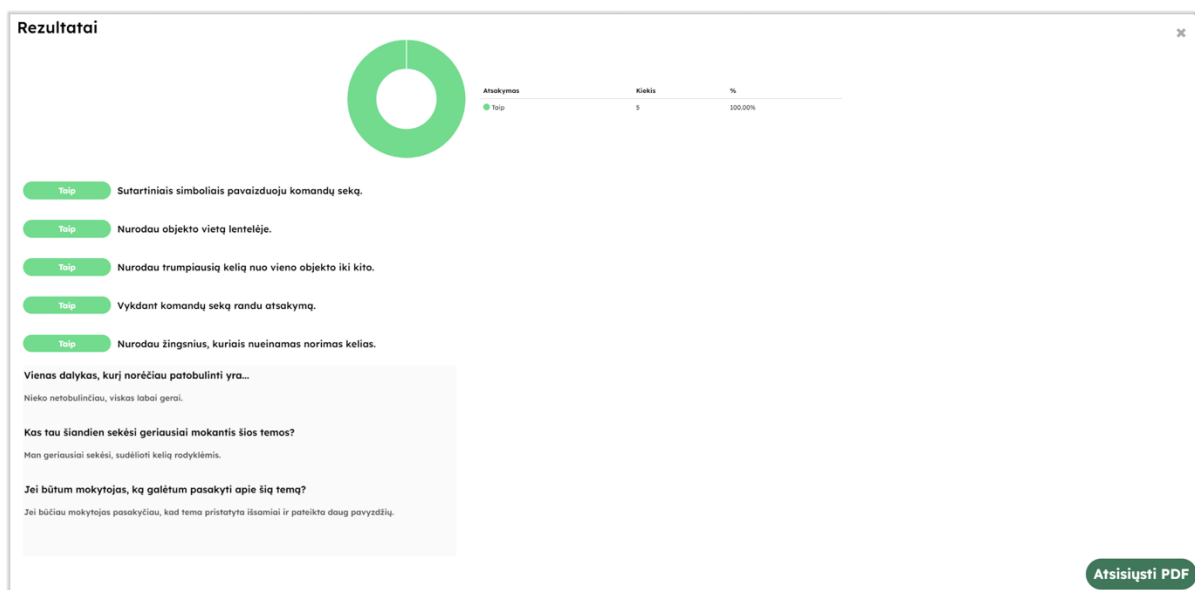 Rezultatai
Atsakymas Kiekis %
Taip 5 100.00%
Taip Sutartiniais simboliais pavaizduoju komandų seką.
Taip Nurodau objekto vietą lentelėje.
Taip Nurodau trumpiausią kelią nuo vieno objekto iki kito.
Taip Vykdant komandų seką randu atsakymą.
Taip Nurodau žingsnius, kuriais nueinamas norimas kelias.
Vienas dalykas, kurį norėčiau patobulinti yra...
Nieko netobulinčiau, viskas labai gerai.
Kas tau šiandien sekėsi geriausiai mokantis šios temos?
Man geriausiai sekėsi, sudėlioti kelią rodyklėmis.
Jei būtum mokytojas, ką galėtum pasakyti apie šią temą?
Jei būčiau mokytojas pasakyčiau, kad tema pristatyta išsamiai ir pateikta daug pavyzdžių.
Atsisiųsti PDF